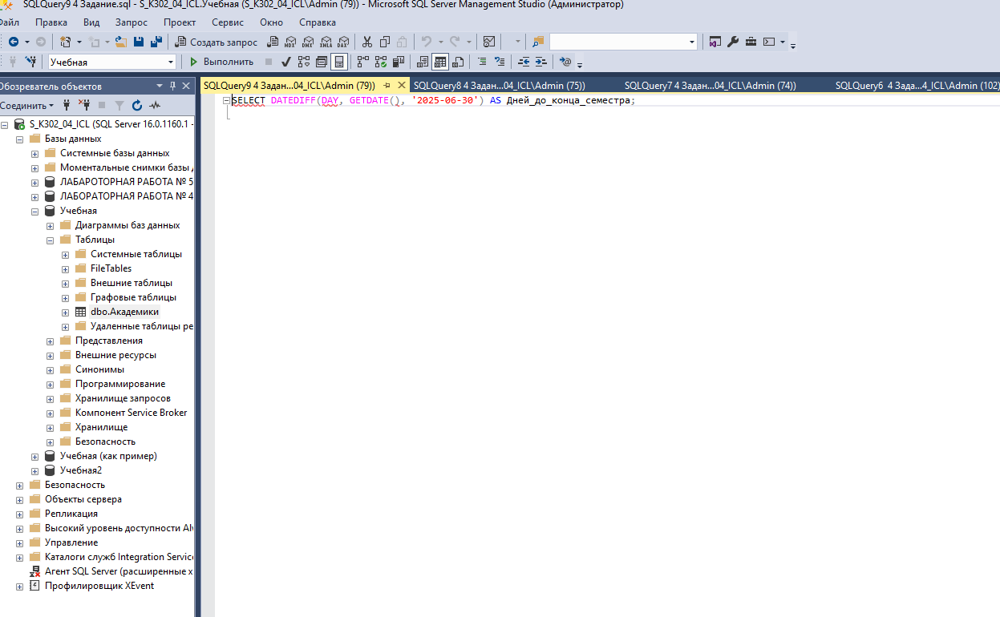 SQLQuery9 4 Задание.sql - S_K302_04_ICL.Учебная (S_K302_04_ICL\Admin (79)) - Microsoft SQL Server Management Studio (Администратор)
Файл Правка Вид Запрос Проект Сервис Окно Справка
Создать запрос MDX DMX XMLA DAX
Учебная Выполнить
Обозреватель объектов
Соединить
SQLQuery9 4 Задан...04_ICL\Admin (79)) SQLQuery8 4 Задан...04_ICL\Admin (75)) SQLQuery7 4 Задан...04_ICL\Admin (74)) SQLQuery6 4 Зада...4_ICL\Admin (102)
SELECT DATEDIFF(DAY, GETDATE(), '2025-06-30') AS Дней_до_конца_семестра;
S_K302_04_ICL (SQL Server 16.0.1160.1 -
Базы данных
Системные базы данных
Моментальные снимки базы д
ЛАБАРОТОРНАЯ РАБОТА № 5
ЛАБОРАТОРНАЯ РАБОТА № 4
Учебная
Диаграммы баз данных
Таблицы
Системные таблицы
FileTables
Внешние таблицы
Графовые таблицы
dbo.Академики
Удаленные таблицы ре
Представления
Внешние ресурсы
Синонимы
Программирование
Хранилище запросов
Компонент Service Broker
Хранилище
Безопасность
Учебная (как пример)
Учебная2
Безопасность
Объекты сервера
Репликация
Высокий уровень доступности Alw
Управление
Каталоги служб Integration Service
Агент SQL Server (расширенные х
Профилировщик XEvent